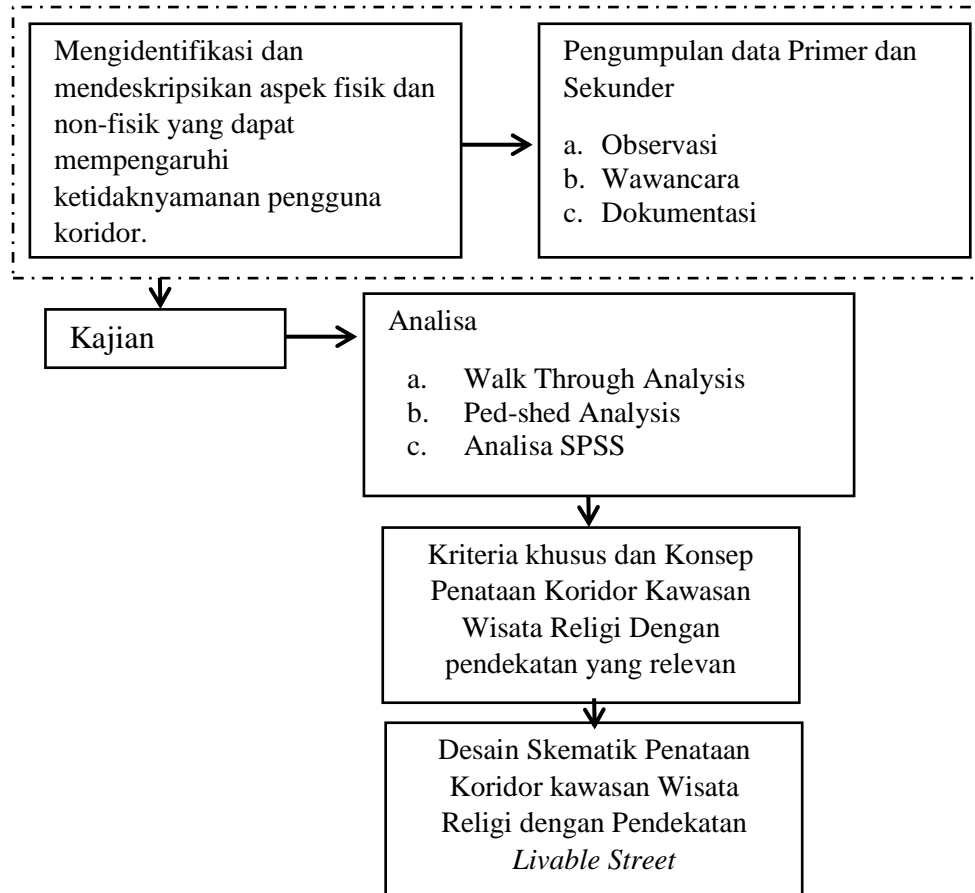 Mengidentifikasi dan
mendeskripsikan aspek fisik dan
non-fisik yang dapat
mempengaruhi
ketidaknyamanan pengguna
koridor.
Pengumpulan data Primer dan
Sekunder
a. Observasi
b. Wawancara
c. Dokumentasi
Kajian
Analisa
a. Walk Through Analysis
b. Ped-shed Analysis
c. Analisa SPSS
Kriteria khusus dan Konsep
Penataan Koridor Kawasan
Wisata Religi Dengan
pendekatan yang relevan
Desain Skematik Penataan
Koridor kawasan Wisata
Religi dengan Pendekatan
Livable Street